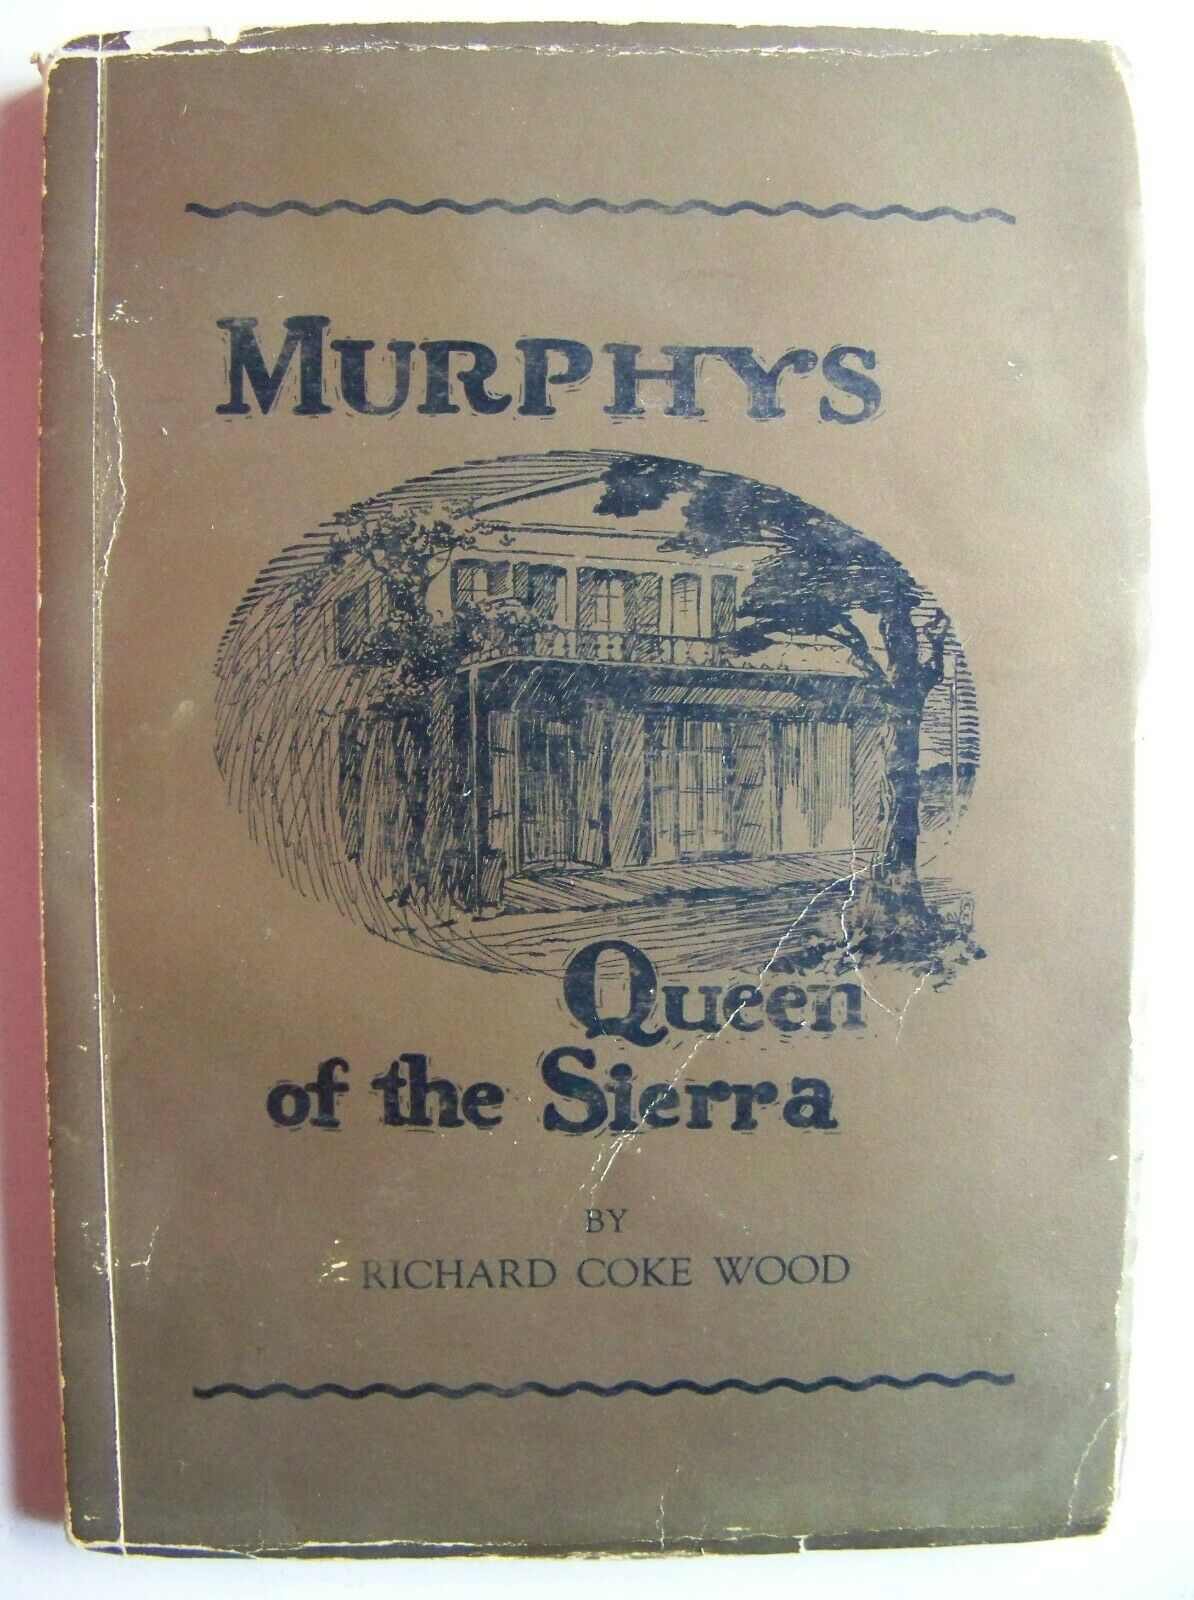 MURPHYS
Queen
of the Sierra
BY
RICHARD COKE WOOD